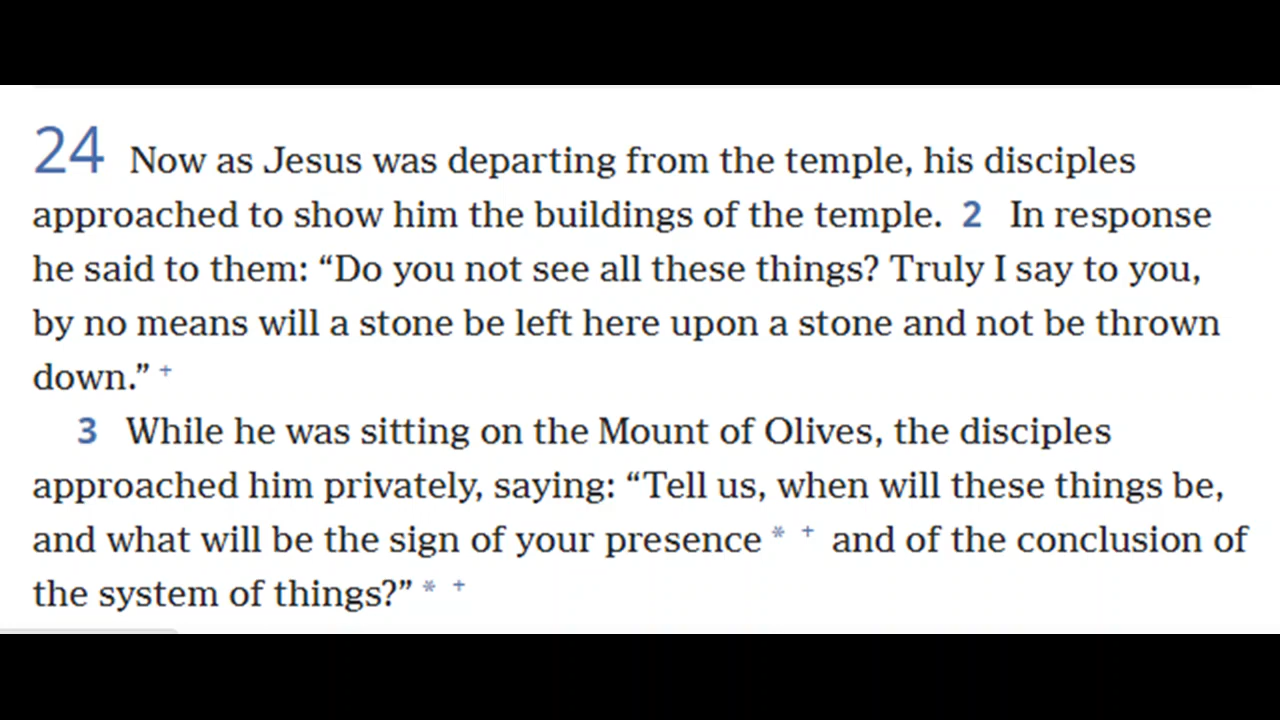 24 Now as Jesus was departing from the temple, his disciples
approached to show him the buildings of the temple. 2 In response
he said to them: “Do you not see all these things? Truly I say to you,
by no means will a stone be left here upon a stone and not be thrown
down.” +
3 While he was sitting on the Mount of Olives, the disciples
approached him privately, saying: “Tell us, when will these things be,
and what will be the sign of your presence * + and of the conclusion of
the system of things?” * +